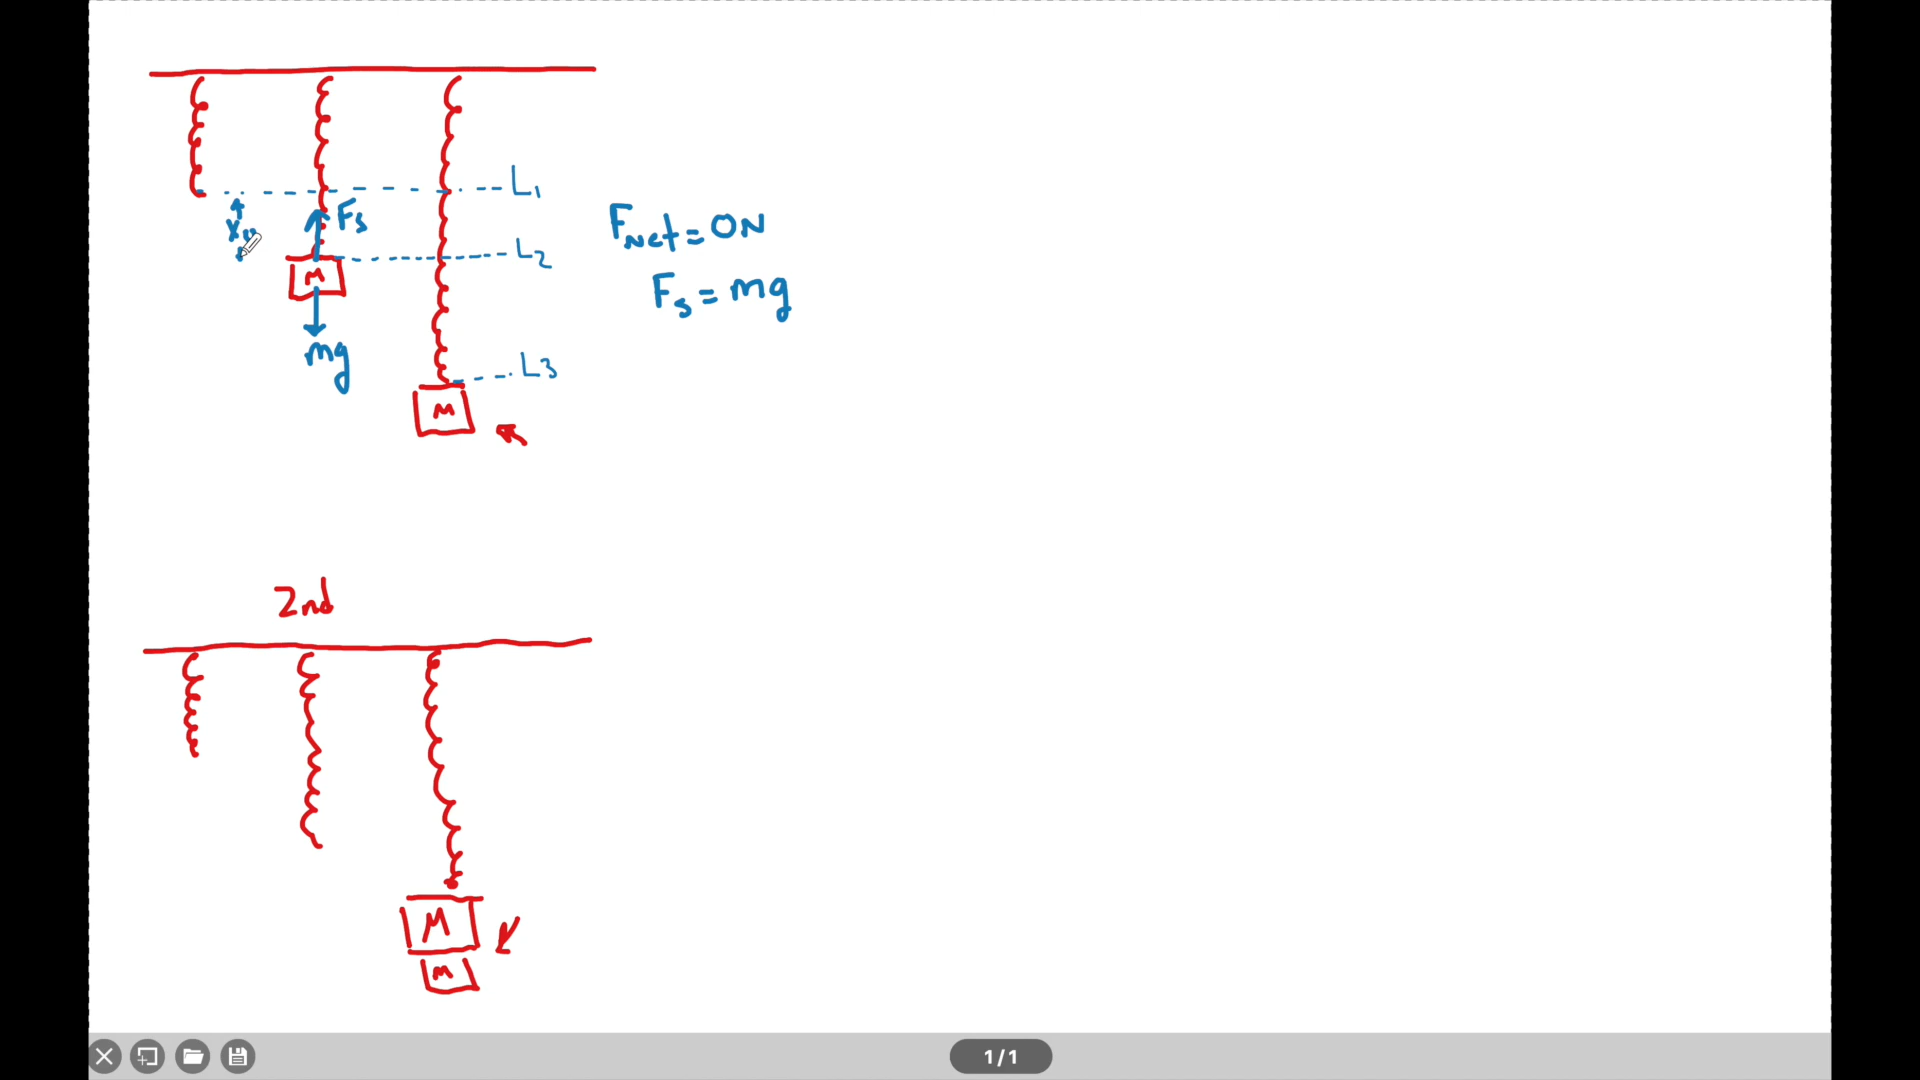 L1
Fs
FNet = 0N
L2
M
Fs = mg
mg
L3
M
2nd
M
m
1/1